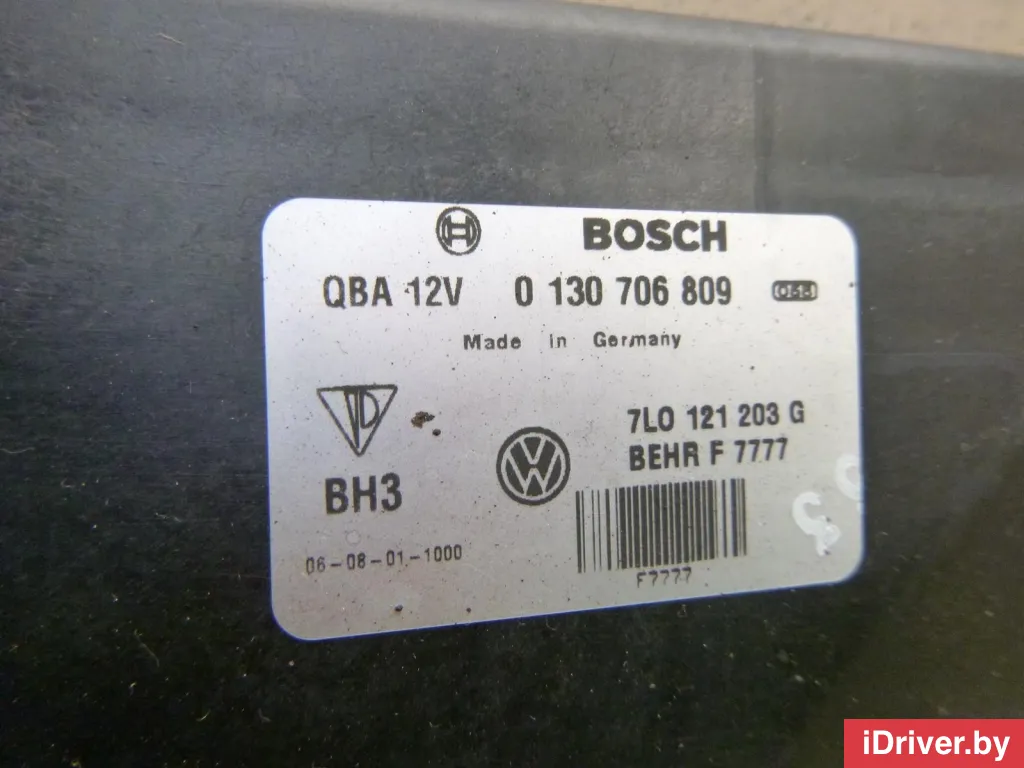 BOSCH
QBA 12V 0 130 706 809
Made in Germany
7L0 121 203 G
BEHR F 7777
BH3
06-08-01-1000
F7777
iDriver.by